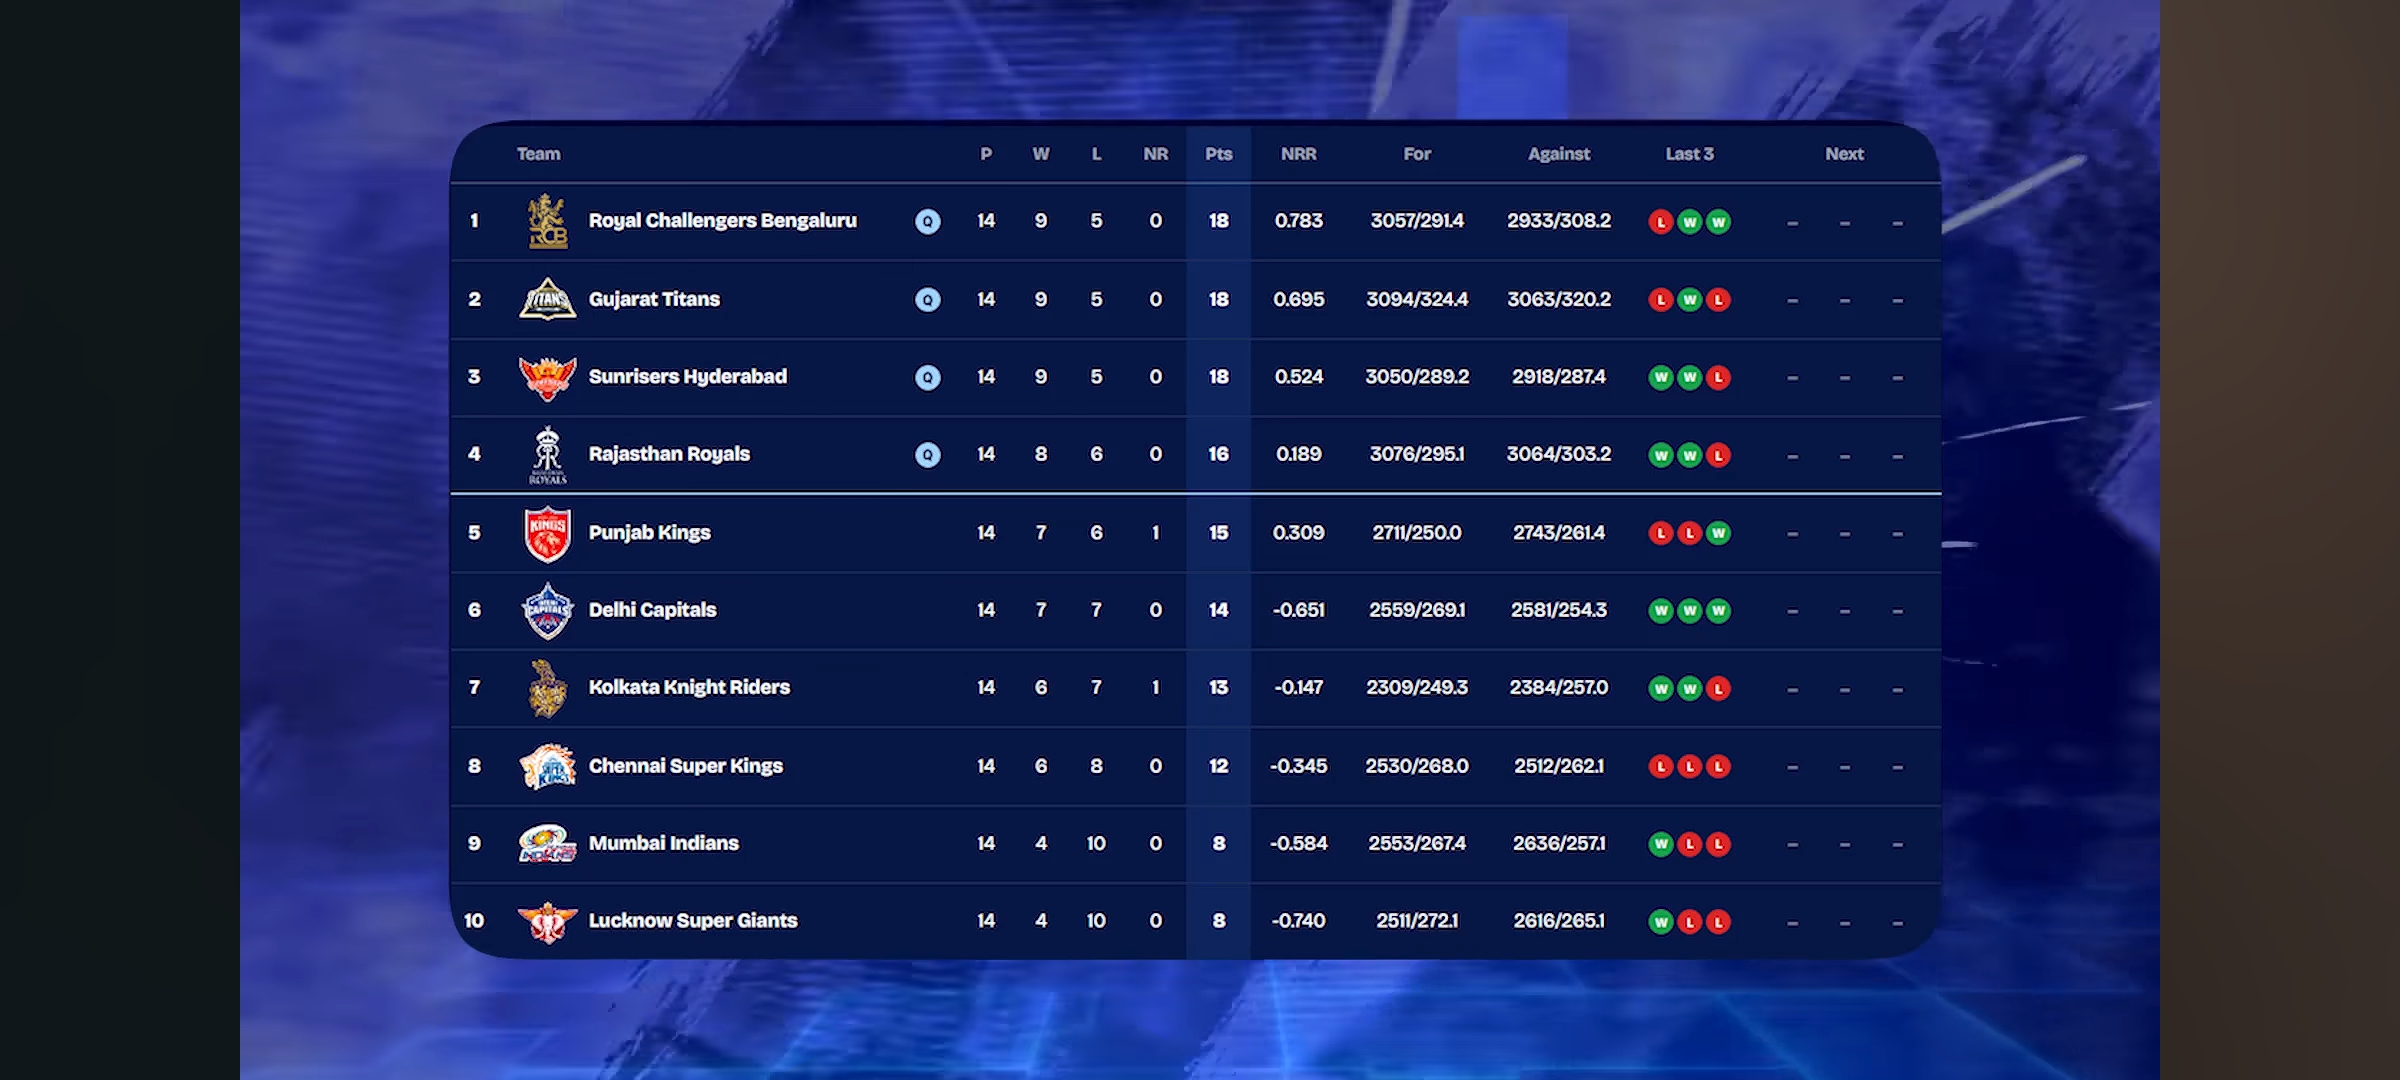 Team P W L NR Pts NRR For Against Last 3 Next
1 RCB Royal Challengers Bengaluru Q 14 9 5 0 18 0.783 3057/291.4 2933/308.2 L W W – – –
2 TITANS Gujarat Titans Q 14 9 5 0 18 0.695 3094/324.4 3063/320.2 L W L – – –
3 Sunrisers Hyderabad Q 14 9 5 0 18 0.524 3050/289.2 2918/287.4 W W L – – –
4 ROYALS Rajasthan Royals Q 14 8 6 0 16 0.189 3076/295.1 3064/303.2 W W L – – –
5 KINGS Punjab Kings 14 7 6 1 15 0.309 2711/250.0 2743/261.4 L L W – – –
6 CAPITALS Delhi Capitals 14 7 7 0 14 -0.651 2559/269.1 2581/254.3 W W W – – –
7 Kolkata Knight Riders 14 6 7 1 13 -0.147 2309/249.3 2384/257.0 W W L – – –
8 SUPER KINGS Chennai Super Kings 14 6 8 0 12 -0.345 2530/268.0 2512/262.1 L L L – – –
9 INDIANS Mumbai Indians 14 4 10 0 8 -0.584 2553/267.4 2636/257.1 W L L – – –
10 Lucknow Super Giants 14 4 10 0 8 -0.740 2511/272.1 2616/265.1 W L L – – –